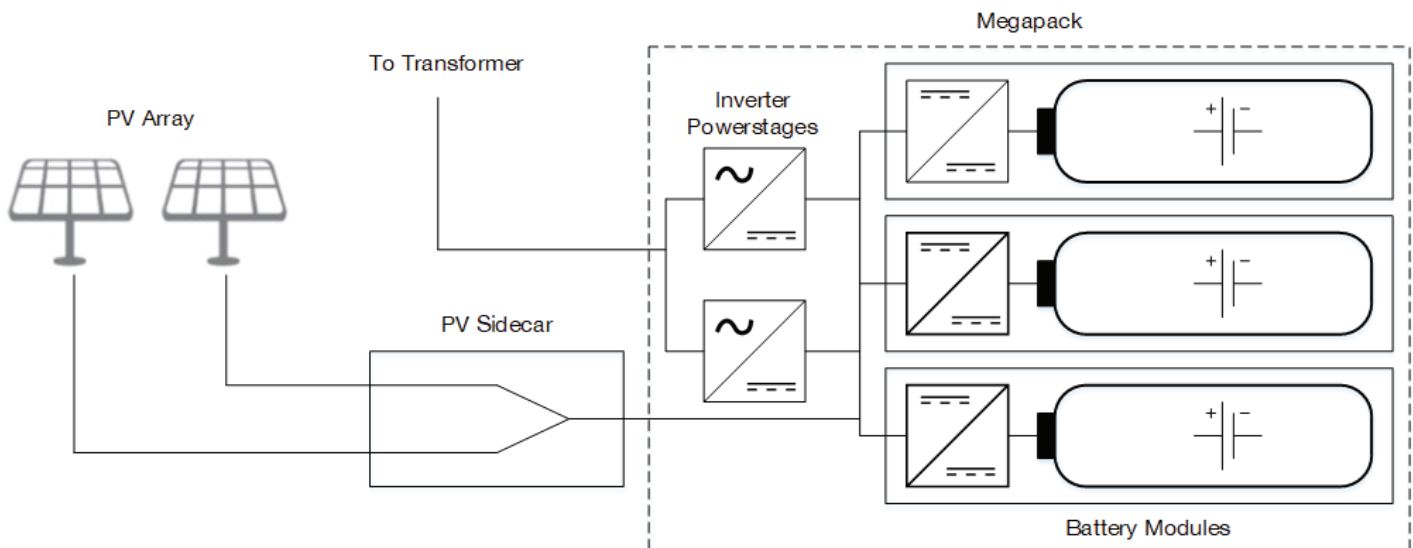 Megapack
To Transformer
Inverter
Powerstages
PV Array
+ −
+ −
PV Sidecar
+ −
Battery Modules